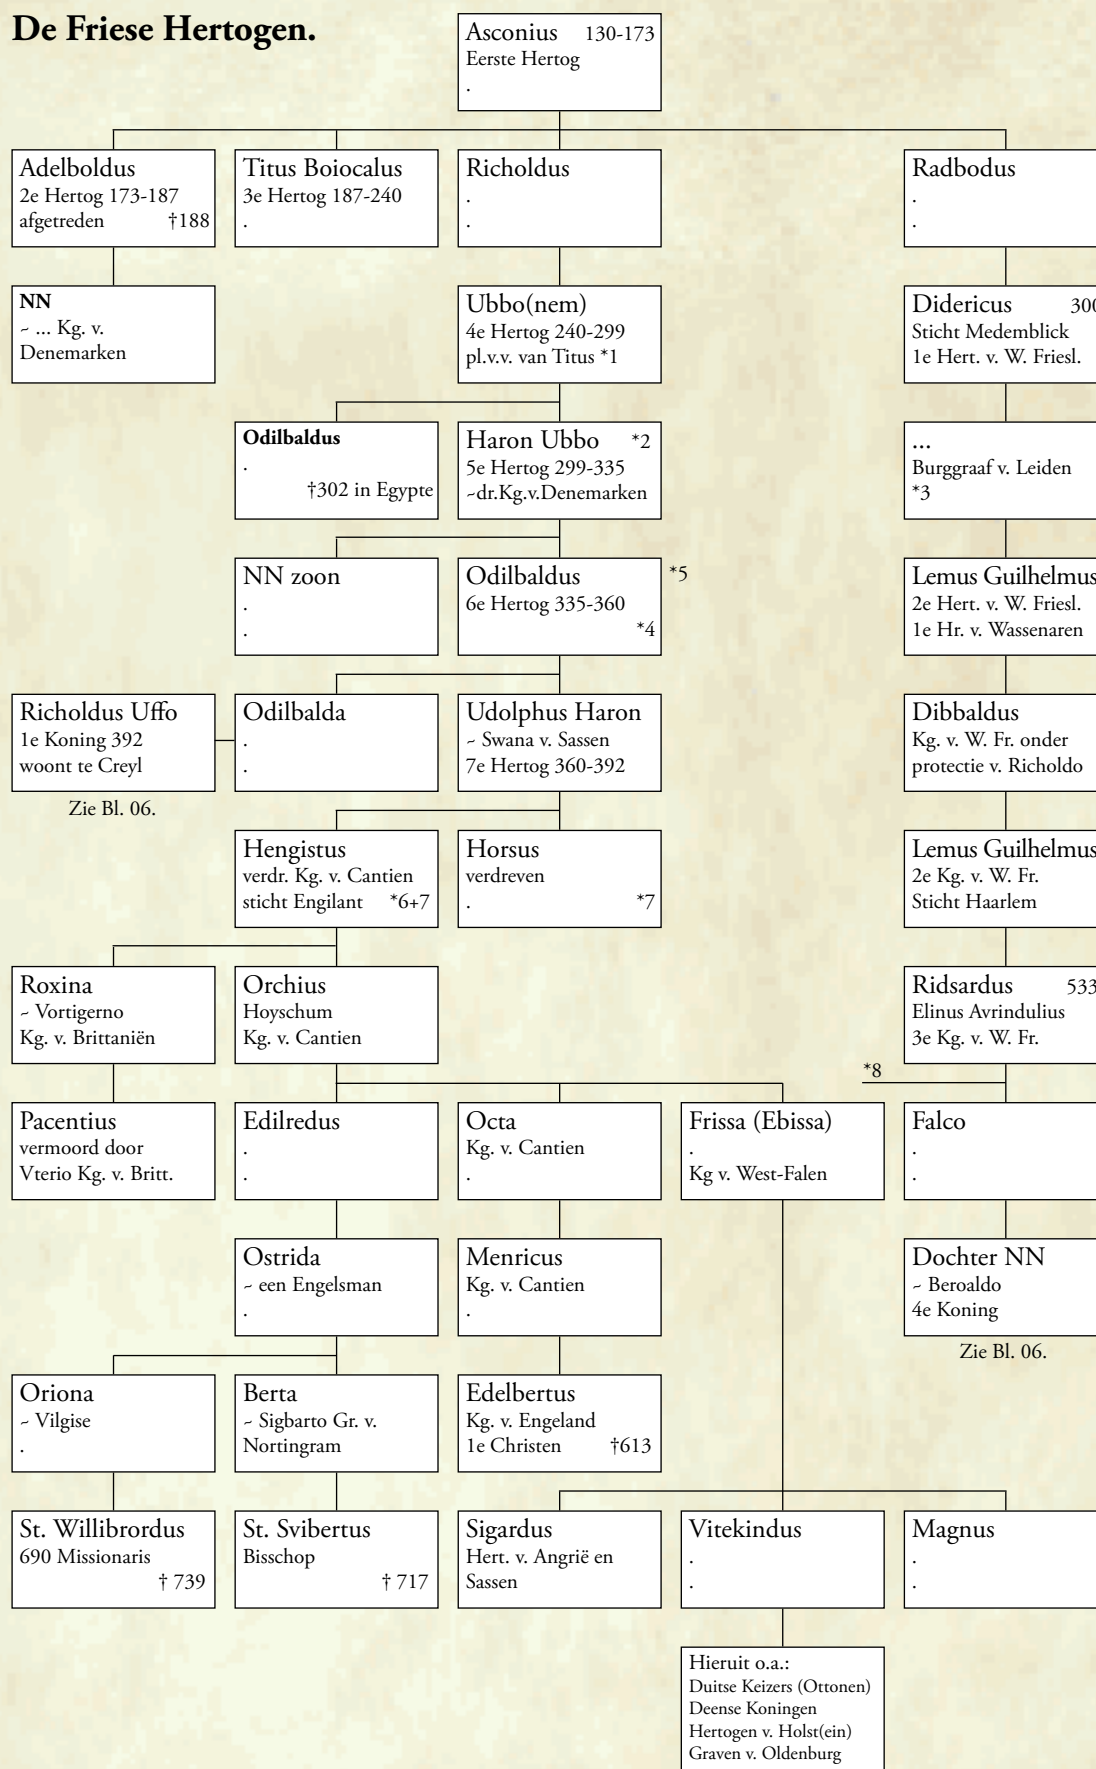 De Friese Hertogen.
Asconius 130-173
Eerste Hertog
.
Adelboldus
2e Hertog 173-187
afgetreden †188
Titus Boiocalus
3e Hertog 187-240
.
Richoldus
.
.
Radbodus
.
.
NN
~ ... Kg. v.
Denemarken
Ubbo(nem)
4e Hertog 240-299
pl.v.v. van Titus *1
Didericus 300
Sticht Medemblick
1e Hert. v. W. Friesl.
Odilbaldus
.
†302 in Egypte
Haron Ubbo *2
5e Hertog 299-335
~dr.Kg.v.Denemarken
...
Burggraaf v. Leiden
*3
NN zoon
.
.
Odilbaldus
6e Hertog 335-360
*4
*5
Lemus Guilhelmus
2e Hert. v. W. Friesl.
1e Hr. v. Wassenaren
Richoldus Uffo
1e Koning 392
woont te Creyl
Zie Bl. 06.
Odilbalda
.
.
Udolphus Haron
~ Swana v. Sassen
7e Hertog 360-392
Dibbaldus
Kg. v. W. Fr. onder
protectie v. Richoldo
Hengistus
verdr. Kg. v. Cantien
sticht Engilant *6+7
Horsus
verdreven
. *7
Lemus Guilhelmus
2e Kg. v. W. Fr.
Sticht Haarlem
Roxina
~ Vortigerno
Kg. v. Brittaniën
Orchius
Hoyschum
Kg. v. Cantien
Ridsardus 533
Elinus Avrindulius
3e Kg. v. W. Fr.
*8
Pacentius
vermoord door
Vterio Kg. v. Britt.
Edilredus
.
.
Octa
Kg. v. Cantien
.
Frissa (Ebissa)
.
Kg v. West-Falen
Falco
.
.
Ostrida
~ een Engelsman
.
Menricus
Kg. v. Cantien
.
Dochter NN
~ Beroaldo
4e Koning
Zie Bl. 06.
Oriona
~ Vilgise
.
Berta
~ Sigbarto Gr. v.
Nortingram
Edelbertus
Kg. v. Engeland
1e Christen †613
St. Willibrordus
690 Missionaris
† 739
St. Svibertus
Bisschop
† 717
Sigardus
Hert. v. Angrië en
Sassen
Vitekindus
.
.
Magnus
.
.
Hieruit o.a.:
Duitse Keizers (Ottonen)
Deense Koningen
Hertogen v. Holst(ein)
Graven v. Oldenburg